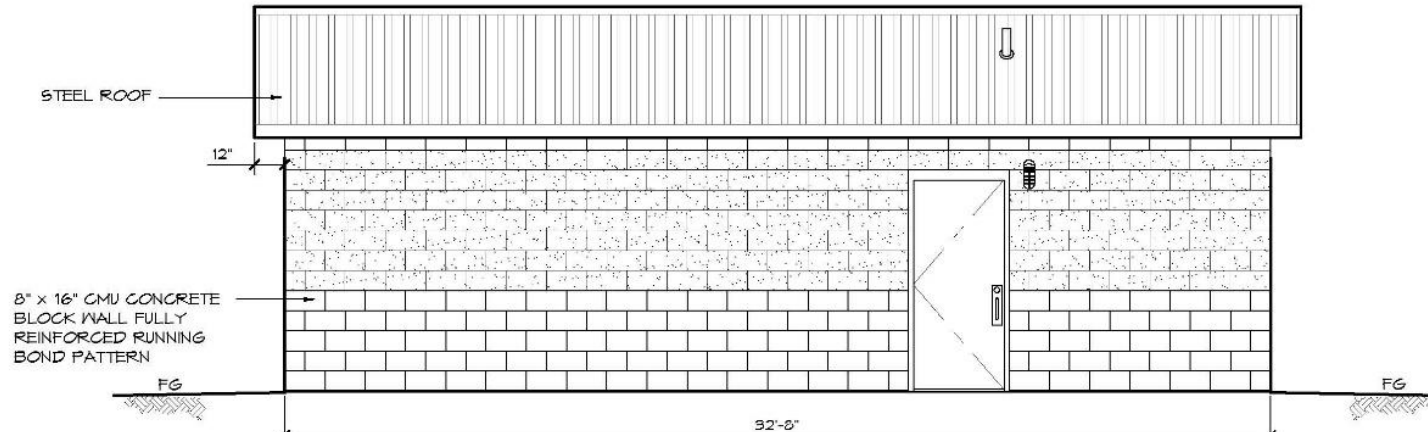 STEEL ROOF
12"
8" x 16" CMU CONCRETE
BLOCK WALL FULLY
REINFORCED RUNNING
BOND PATTERN
FG
FG
32'-8"